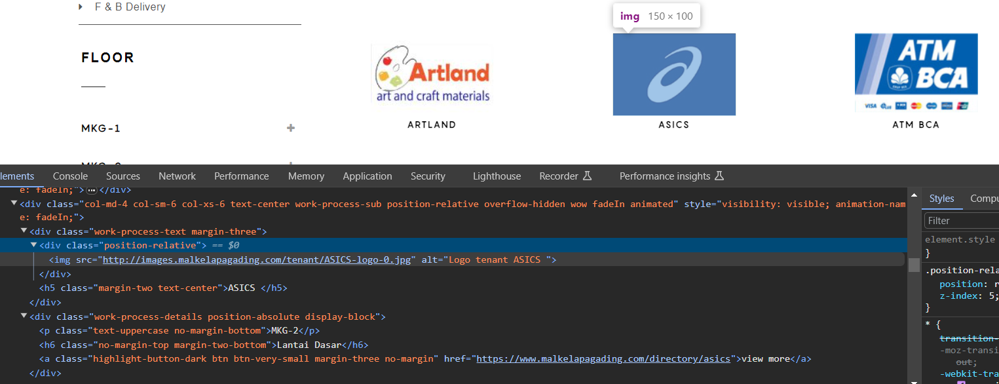 F & B Delivery
img 150 × 100
FLOOR
Artland
art and craft materials
ATM
BCA
VISA
ARTLAND
ASICS
ATM BCA
MKG-1
+
lements Console Sources Network Performance Memory Application Security Lighthouse Recorder Performance insights
e: fadeIn;">…</div>
<div class="col-md-4 col-sm-6 col-xs-6 text-center work-process-sub position-relative overflow-hidden wow fadeIn animated" style="visibility: visible; animation-nam
e: fadeIn;">
<div class="work-process-text margin-three">
<div class="position-relative"> == $0
<img src="http://images.malkelapagading.com/tenant/ASICS-logo-0.jpg" alt="Logo tenant ASICS ">
</div>
<h5 class="margin-two text-center">ASICS </h5>
</div>
<div class="work-process-details position-absolute display-block">
<p class="text-uppercase no-margin-bottom">MKG-2</p>
<h6 class="no-margin-top margin-two-bottom">Lantai Dasar</h6>
<a class="highlight-button-dark btn btn-very-small margin-three no-margin" href="https://www.malkelapagading.com/directory/asics">view more</a>
</div>
Styles Compu
Filter
element.style
}
.position-rela
position: r
z-index: 5;
}
* {
transition-
-moz-transi
out;
-webkit-tra